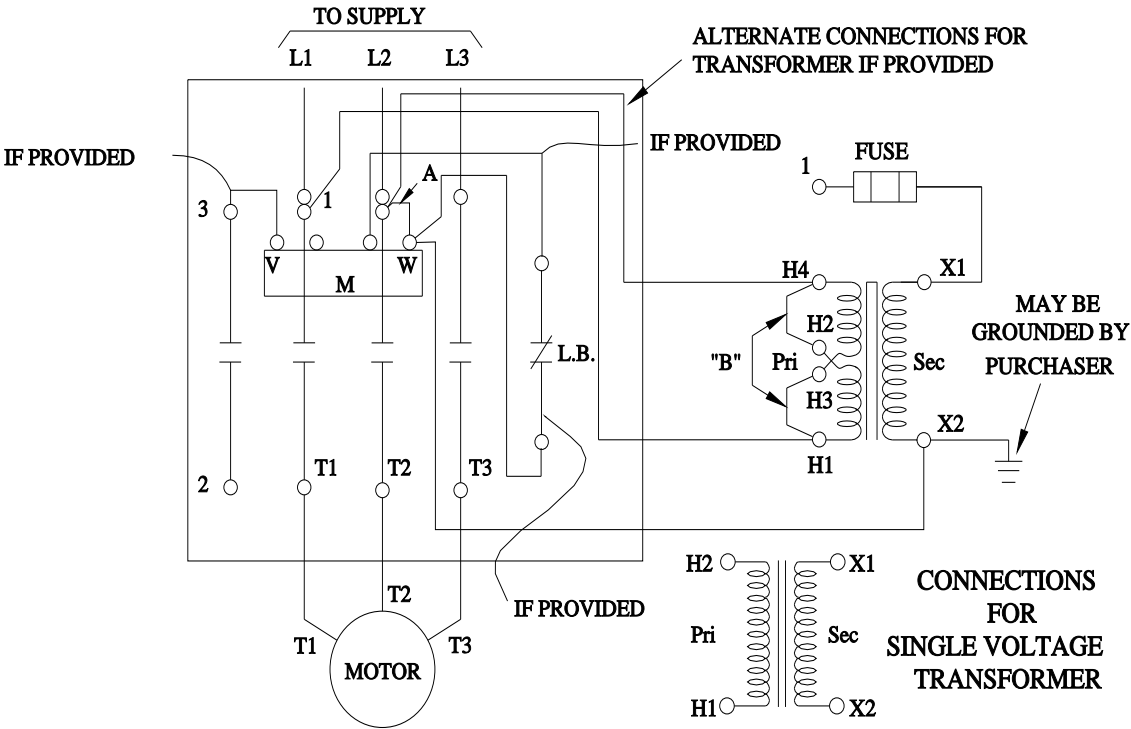 TO SUPPLY
L1 L2 L3
ALTERNATE CONNECTIONS FOR
TRANSFORMER IF PROVIDED
IF PROVIDED
IF PROVIDED
A
1
FUSE
3
1
V
W
M
H4
X1
MAY BE
GROUNDED BY
PURCHASER
H2
"B"
Pri
Sec
L.B.
H3
X2
H1
2
T1
T2
T3
H2
X1
CONNECTIONS
FOR
SINGLE VOLTAGE
TRANSFORMER
IF PROVIDED
T2
T1
T3
Pri
Sec
MOTOR
H1
X2